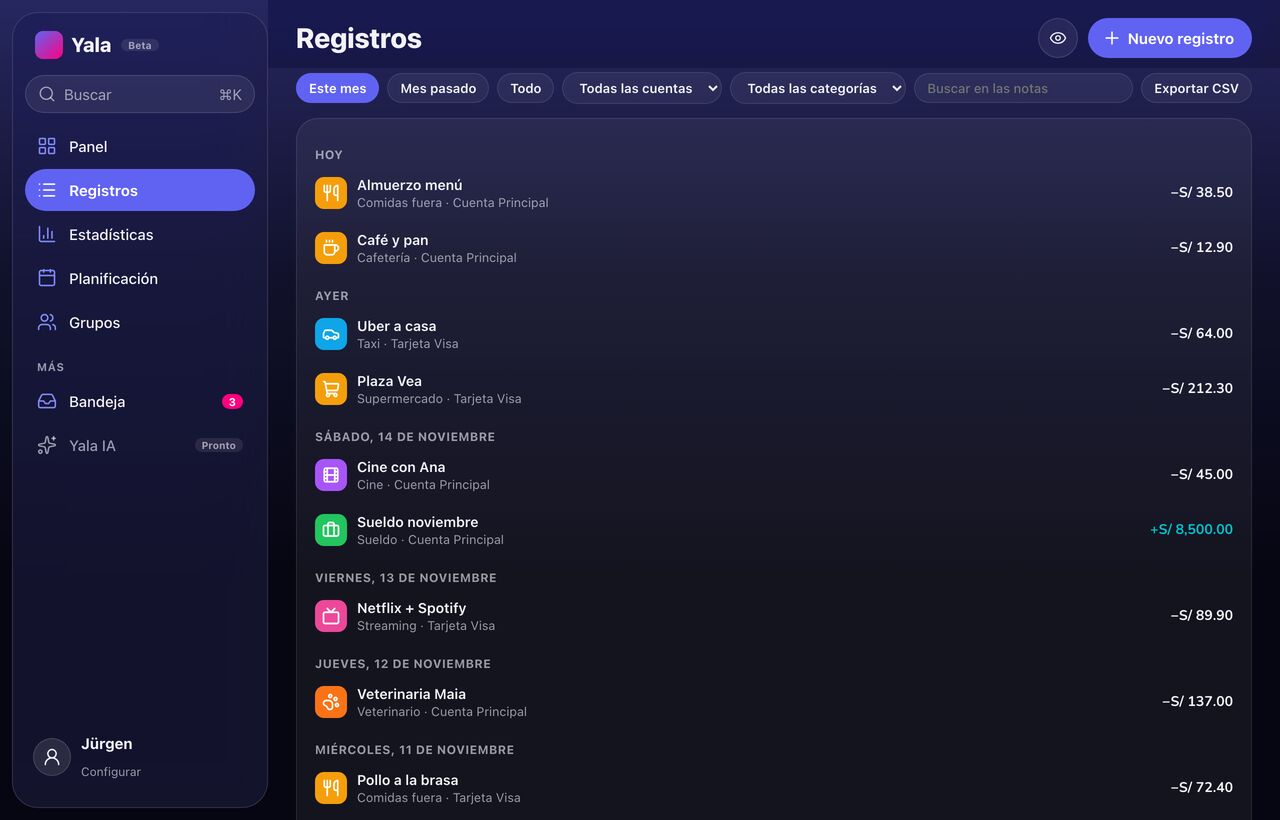 Yala Beta
Buscar ⌘K
Panel
Registros
Estadísticas
Planificación
Grupos
MÁS
Bandeja 3
Yala IA Pronto
Jürgen
Configurar
Registros
Nuevo registro
Este mes Mes pasado Todo Todas las cuentas Todas las categorías Buscar en las notas Exportar CSV
HOY
Almuerzo menú
Comidas fuera · Cuenta Principal
−S/ 38.50
Café y pan
Cafetería · Cuenta Principal
−S/ 12.90
AYER
Uber a casa
Taxi · Tarjeta Visa
−S/ 64.00
Plaza Vea
Supermercado · Tarjeta Visa
−S/ 212.30
SÁBADO, 14 DE NOVIEMBRE
Cine con Ana
Cine · Cuenta Principal
−S/ 45.00
Sueldo noviembre
Sueldo · Cuenta Principal
+S/ 8,500.00
VIERNES, 13 DE NOVIEMBRE
Netflix + Spotify
Streaming · Tarjeta Visa
−S/ 89.90
JUEVES, 12 DE NOVIEMBRE
Veterinaria Maia
Veterinario · Cuenta Principal
−S/ 137.00
MIÉRCOLES, 11 DE NOVIEMBRE
Pollo a la brasa
Comidas fuera · Tarjeta Visa
−S/ 72.40